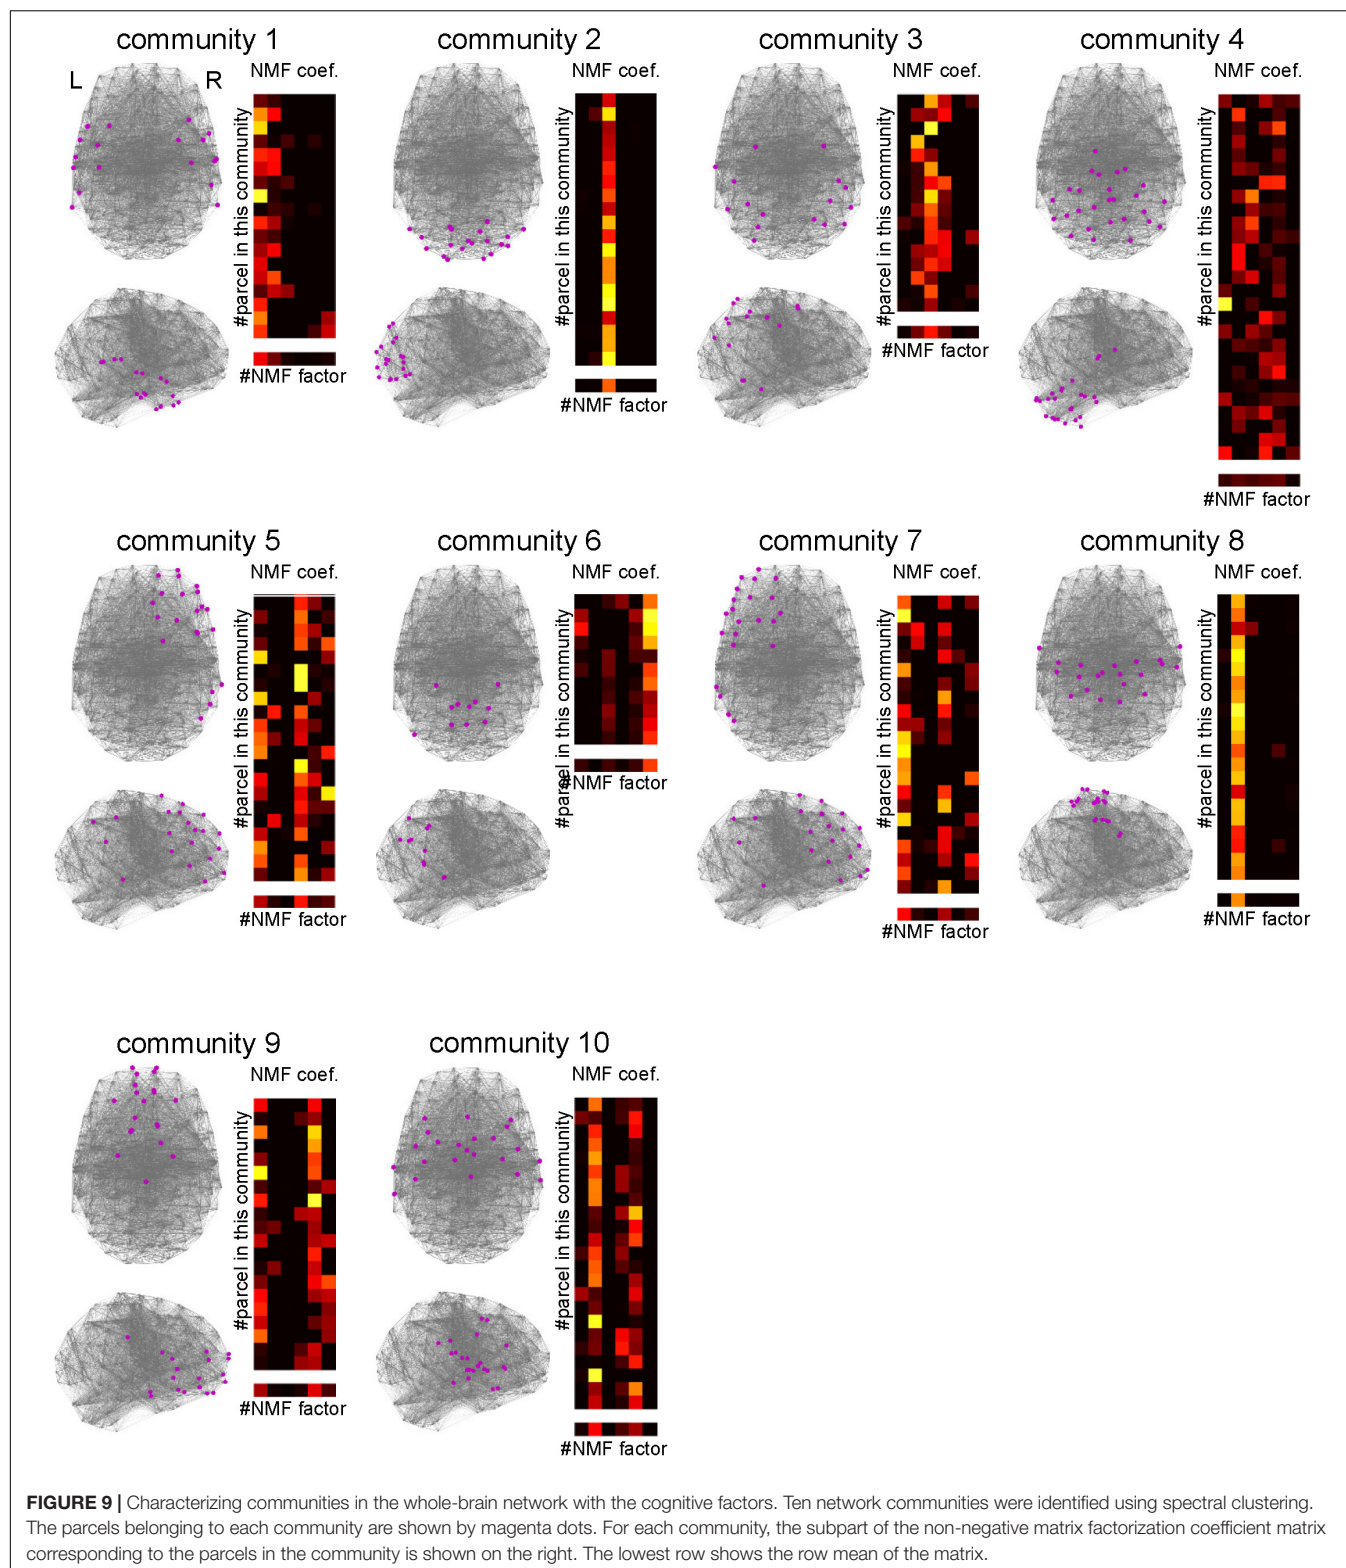 community 1
community 2
community 3
community 4
L
R
NMF coef.
NMF coef.
NMF coef.
NMF coef.
#parcel in this community
#parcel in this community
#parcel in this community
#parcel in this community
#NMF factor
#NMF factor
#NMF factor
#NMF factor
community 5
community 6
community 7
community 8
NMF coef.
NMF coef.
NMF coef.
NMF coef.
#parcel in this community
#parcel in this community
#parcel in this community
#parcel in this community
#NMF factor
#NMF factor
#NMF factor
#NMF factor
community 9
community 10
NMF coef.
NMF coef.
#parcel in this community
#parcel in this community
#NMF factor
#NMF factor
FIGURE 9 | Characterizing communities in the whole-brain network with the cognitive factors. Ten network communities were identified using spectral clustering.
The parcels belonging to each community are shown by magenta dots. For each community, the subpart of the non-negative matrix factorization coefficient matrix
corresponding to the parcels in the community is shown on the right. The lowest row shows the row mean of the matrix.